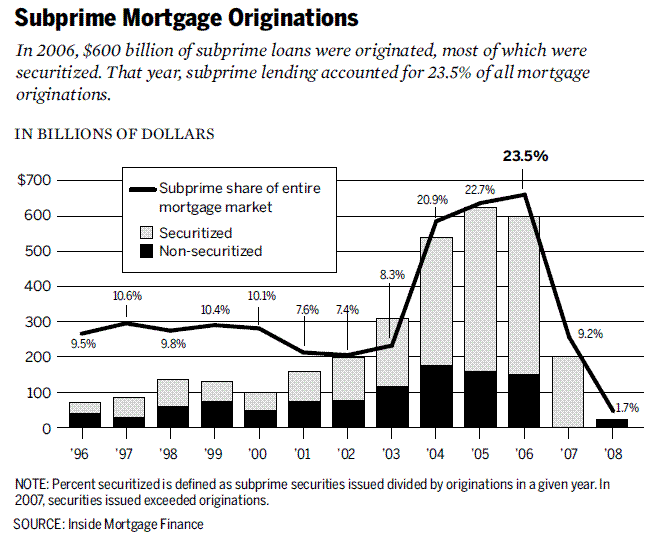 Subprime Mortgage Originations
In 2006, $600 billion of subprime loans were originated, most of which were
securitized. That year, subprime lending accounted for 23.5% of all mortgage
originations.
IN BILLIONS OF DOLLARS
23.5%
$700
600
500
400
300
200
100
0
Subprime share of entire
mortgage market
Securitized
Non-securitized
9.5%
10.6%
9.8%
10.4%
10.1%
7.6%
7.4%
8.3%
20.9%
22.7%
9.2%
1.7%
'96 '97 '98 '99 '00 '01 '02 '03 '04 '05 '06 '07 '08
NOTE: Percent securitized is defined as subprime securities issued divided by originations in a given year. In
2007, securities issued exceeded originations.
SOURCE: Inside Mortgage Finance